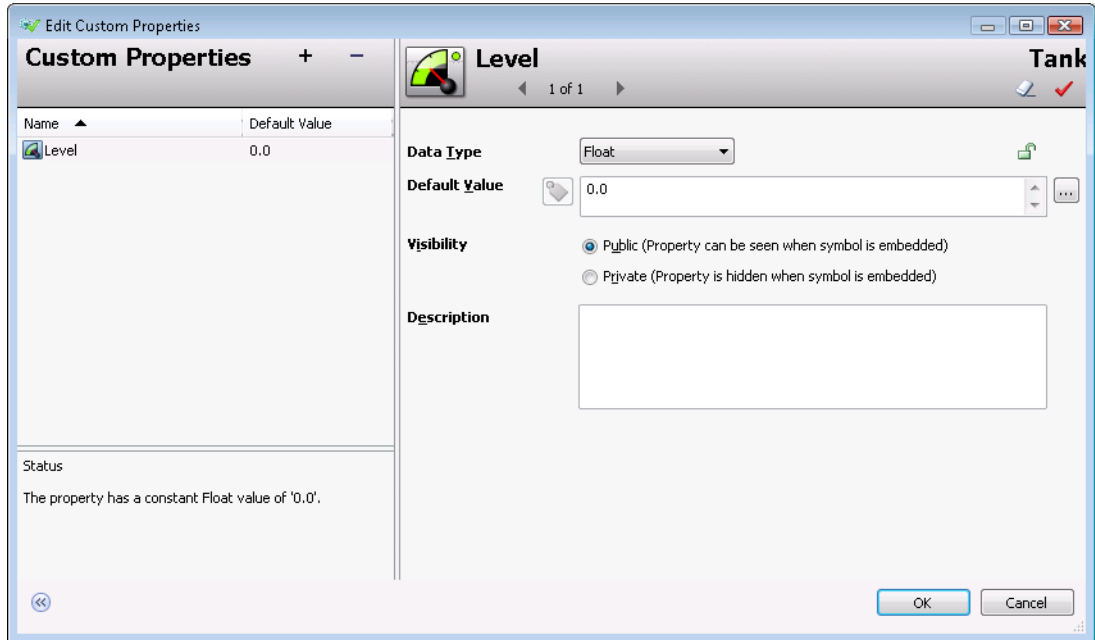 Edit Custom Properties
Custom Properties + −
Name Default Value
Level 0.0
Status
The property has a constant Float value of '0.0'.
Level Tank
1 of 1
Data Type Float
Default Value 0.0 ...
Visibility Public (Property can be seen when symbol is embedded)
Private (Property is hidden when symbol is embedded)
Description
OK Cancel